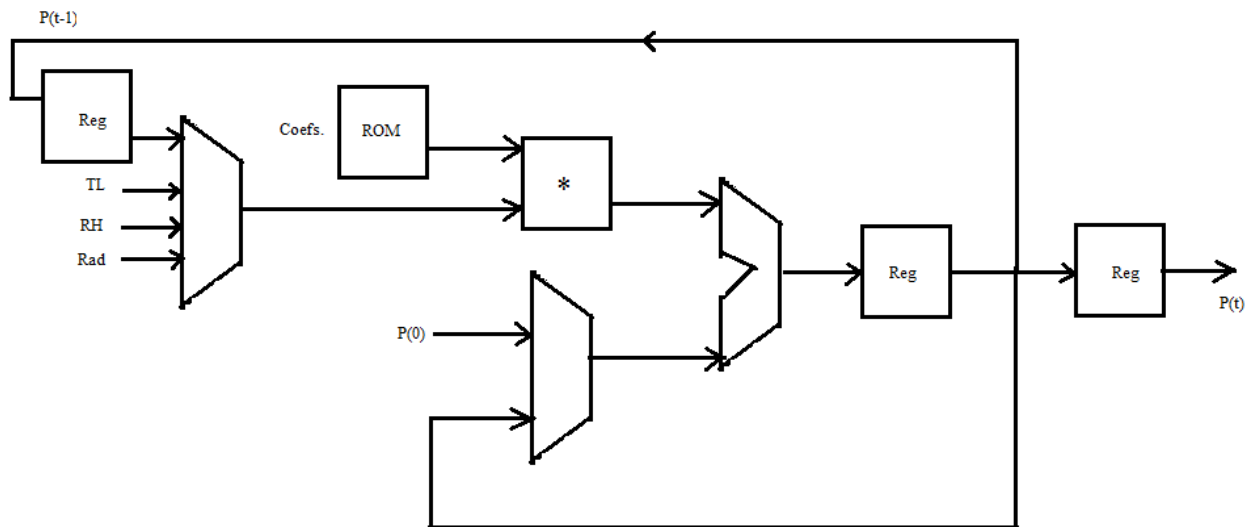 P(t-1)
Reg
Coefs.
ROM
TL
RH
Rad
*
P(0)
Reg
Reg
P(t)